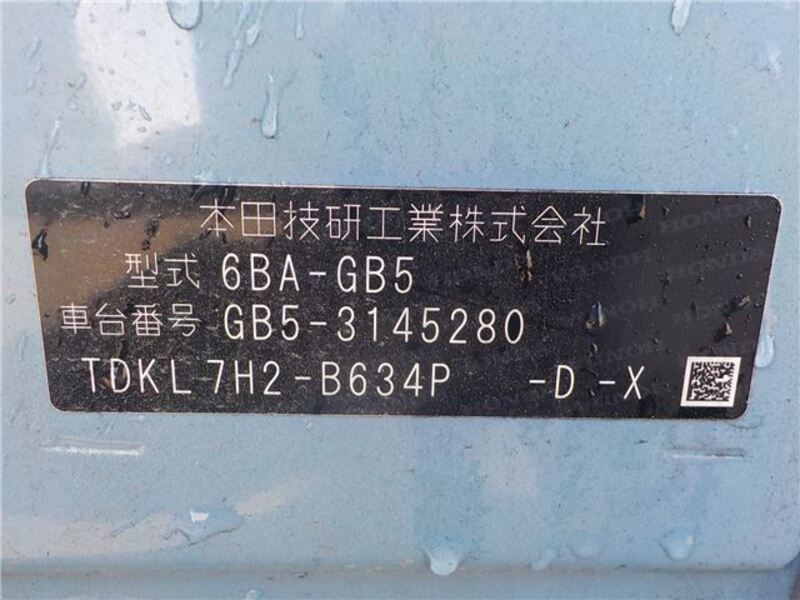 本田技研工業株式会社
型式 6BA-GB5
車台番号 GB5-3145280
TDKL7H2-B634P -D -X